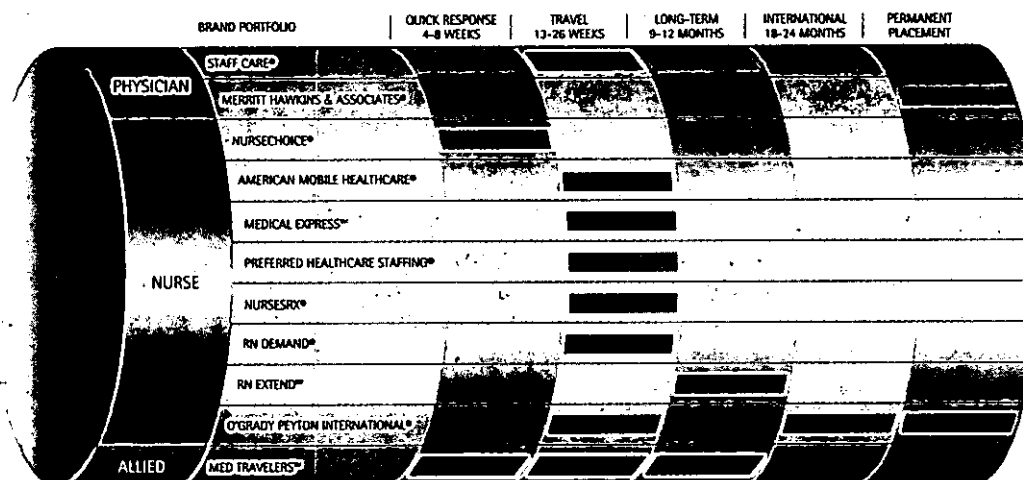 BRAND PORTFOLIO
QUICK RESPONSE
4–8 WEEKS
TRAVEL
13–26 WEEKS
LONG-TERM
9–12 MONTHS
INTERNATIONAL
18–24 MONTHS
PERMANENT
PLACEMENT
PHYSICIAN
STAFF CARE®
MERRITT HAWKINS & ASSOCIATES®
NURSE
NURSECHOICE®
AMERICAN MOBILE HEALTHCARE®
MEDICAL EXPRESS℠
PREFERRED HEALTHCARE STAFFING®
NURSESRX®
RN DEMAND®
RN EXTEND℠
O'GRADY PEYTON INTERNATIONAL®
ALLIED
MED TRAVELERS℠